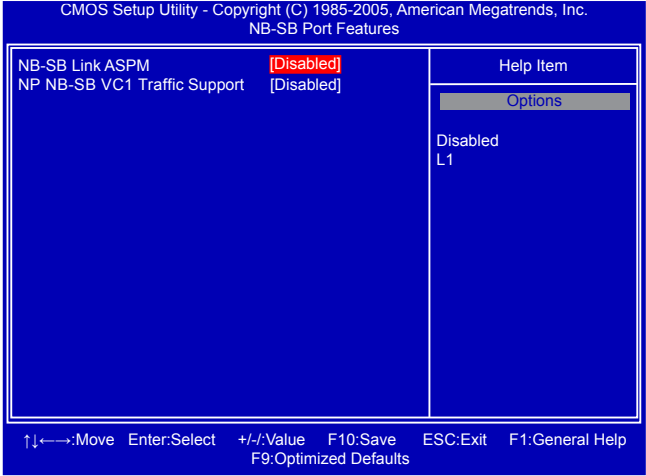 CMOS Setup Utility - Copyright (C) 1985-2005, American Megatrends, Inc.
NB-SB Port Features
NB-SB Link ASPM [Disabled]
NP NB-SB VC1 Traffic Support [Disabled]
Help Item
Options
Disabled
L1
↑↓←→:Move Enter:Select +/-/:Value F10:Save ESC:Exit F1:General Help
F9:Optimized Defaults